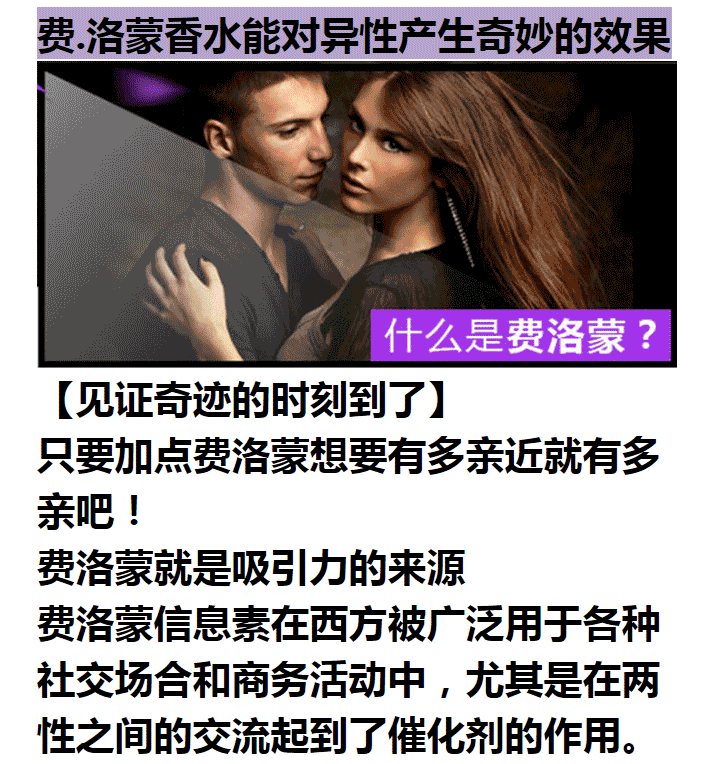 费.洛蒙香水能对异性产生奇妙的效果
什么是费洛蒙？
【见证奇迹的时刻到了】
只要加点费洛蒙想要有多亲近就有多
亲吧！
费洛蒙就是吸引力的来源
费洛蒙信息素在西方被广泛用于各种
社交场合和商务活动中，尤其是在两
性之间的交流起到了催化剂的作用。